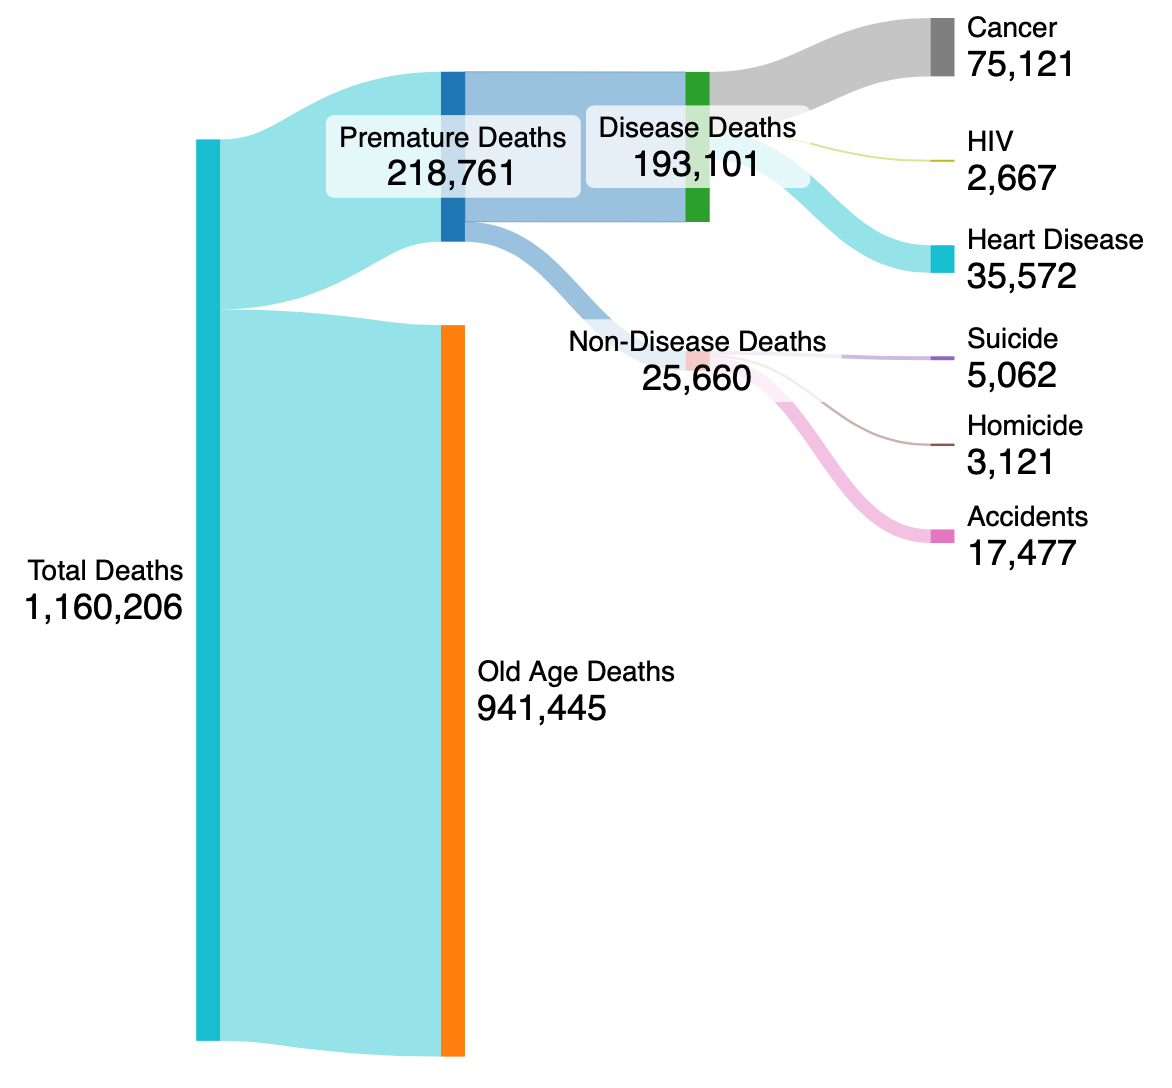 Cancer
75,121
Premature Deaths
218,761
Disease Deaths
193,101
HIV
2,667
Heart Disease
35,572
Non-Disease Deaths
25,660
Suicide
5,062
Homicide
3,121
Accidents
17,477
Total Deaths
1,160,206
Old Age Deaths
941,445